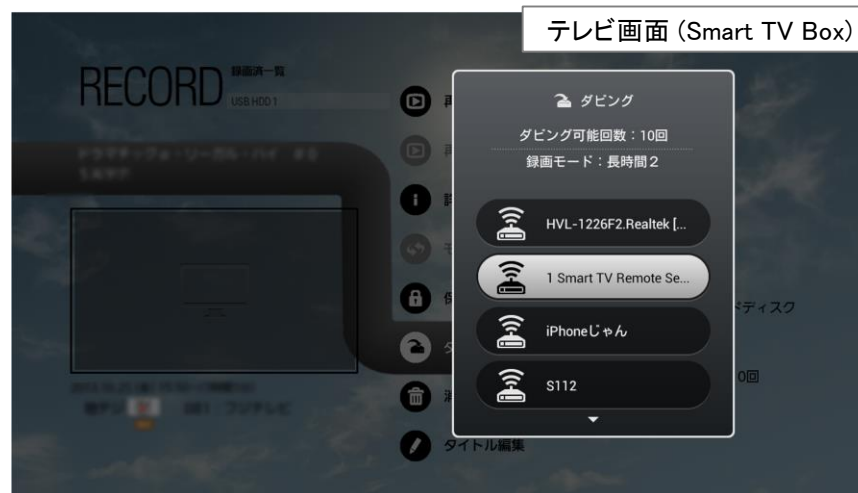 テレビ画面 (Smart TV Box)
RECORD 録画済一覧
USB HDD 1
ダビング
ダビング可能回数：10回
録画モード：長時間２
HVL-1226F2.Realtek [...
1 Smart TV Remote Se...
iPhoneじゃん
S112
ドディスク
0回
タイトル編集